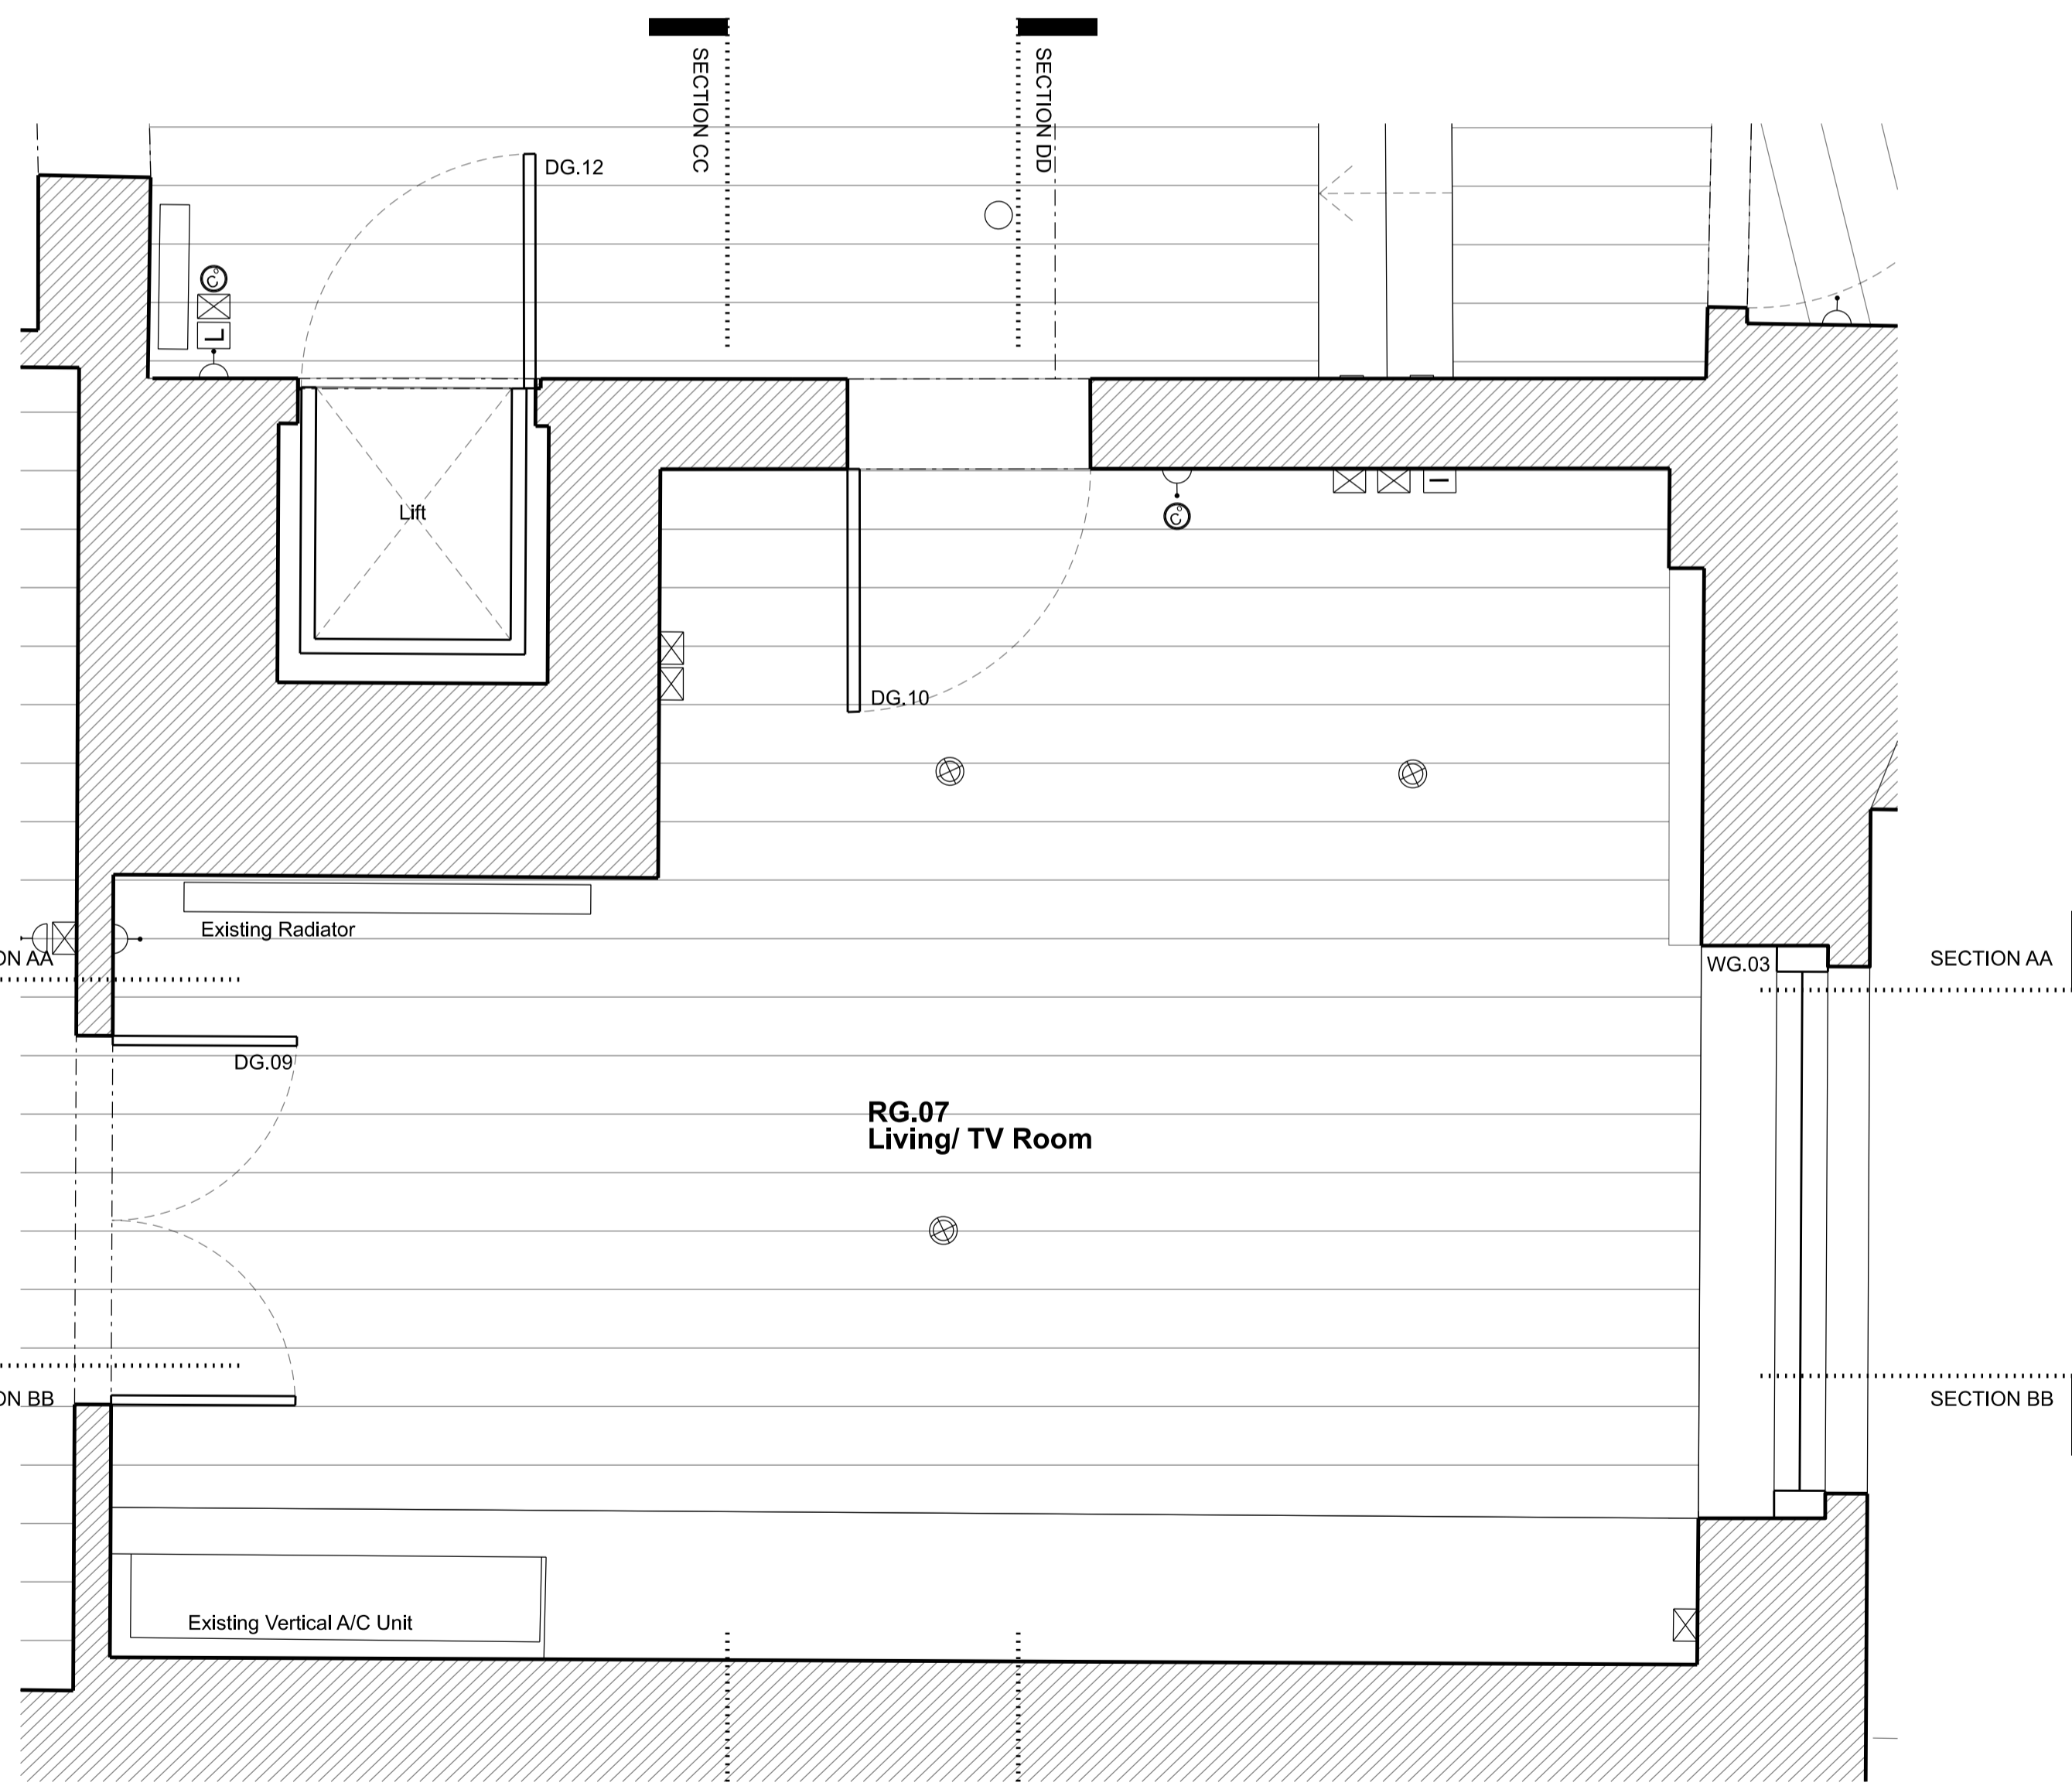 SECTION CC
SECTION DD
DG.12
C°
L
Lift
C°
I
DG.10
Existing Radiator
ON AA
WG.03
SECTION AA
DG.09
RG.07
Living/ TV Room
ON BB
SECTION BB
Existing Vertical A/C Unit